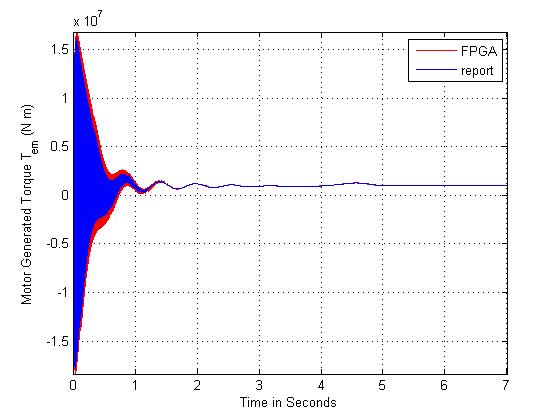 x 10^7
1.5
1
0.5
0
-0.5
-1
-1.5
Motor Generated Torque T_em (N m)
FPGA
report
0 1 2 3 4 5 6 7
Time in Seconds